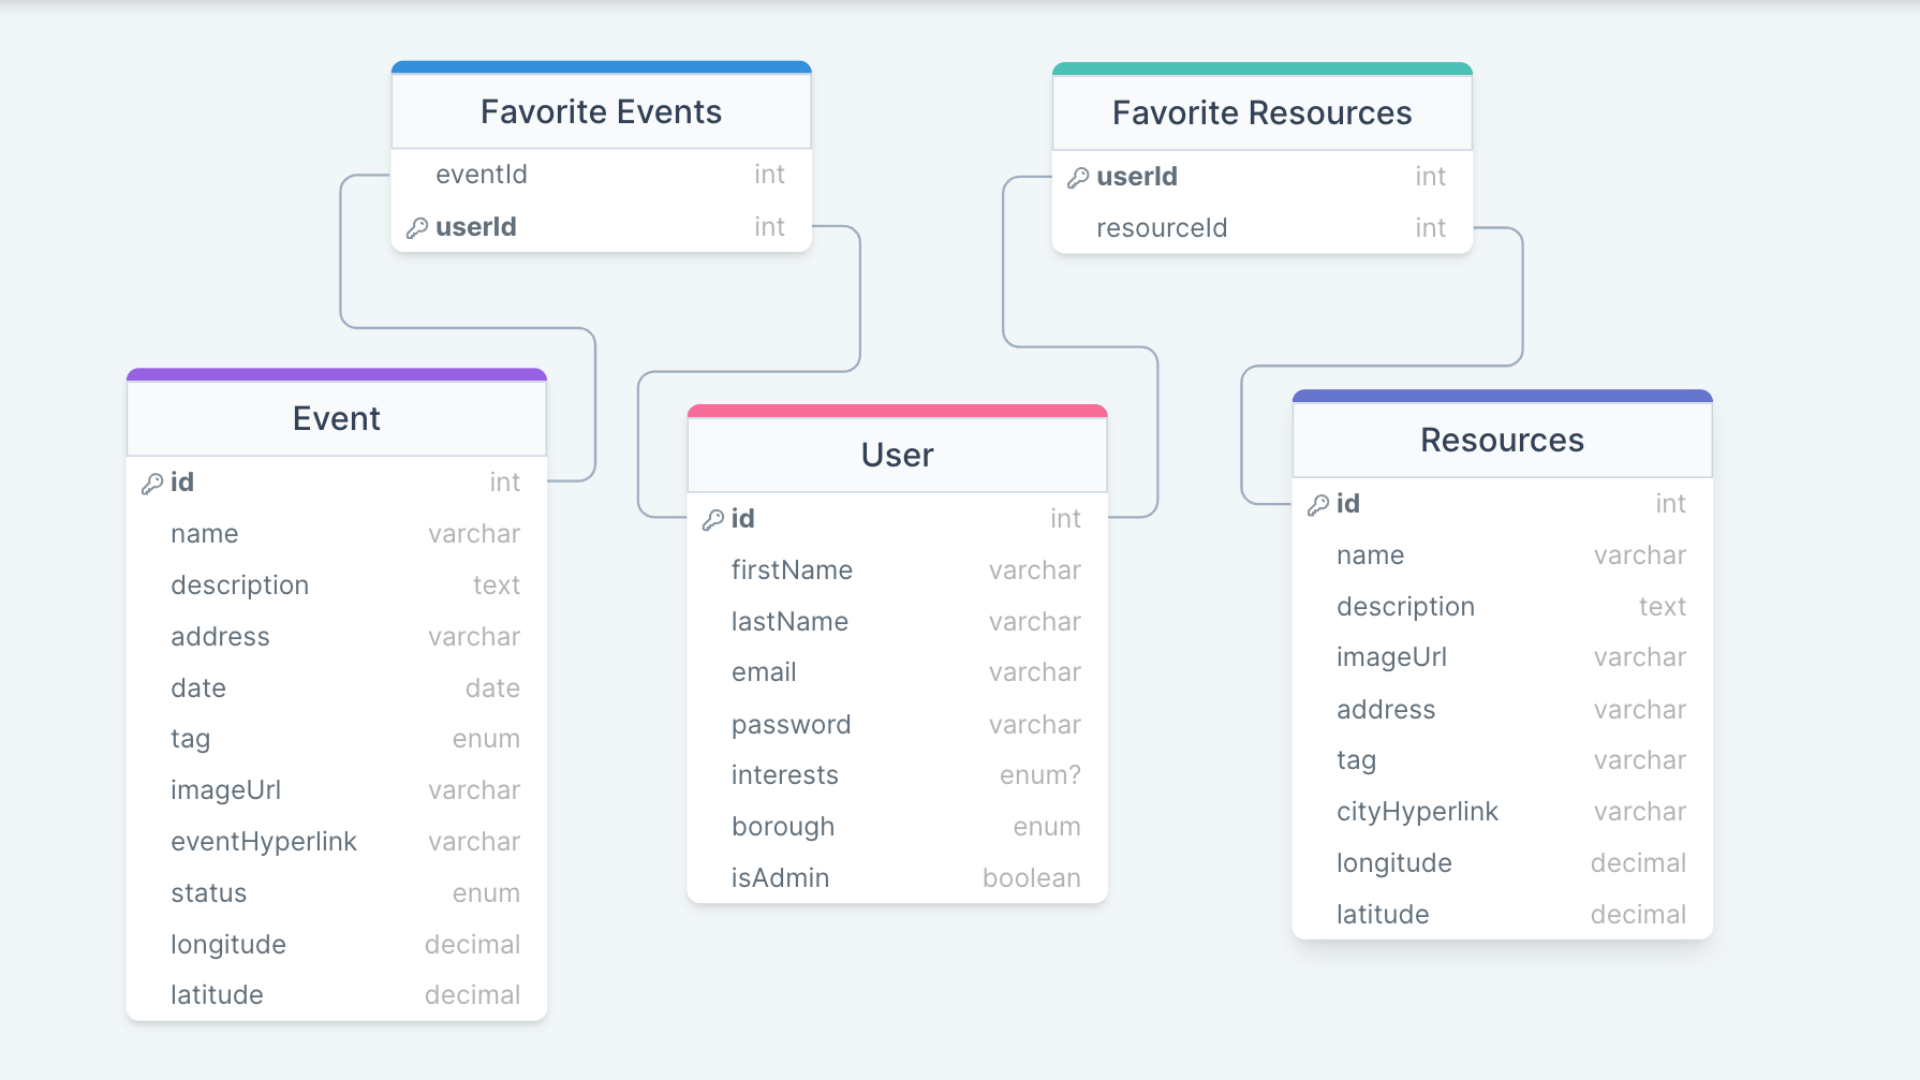 Favorite Events
eventId int
userId int
Favorite Resources
userId int
resourceId int
Event
id int
name varchar
description text
address varchar
date date
tag enum
imageUrl varchar
eventHyperlink varchar
status enum
longitude decimal
latitude decimal
User
id int
firstName varchar
lastName varchar
email varchar
password varchar
interests enum?
borough enum
isAdmin boolean
Resources
id int
name varchar
description text
imageUrl varchar
address varchar
tag varchar
cityHyperlink varchar
longitude decimal
latitude decimal